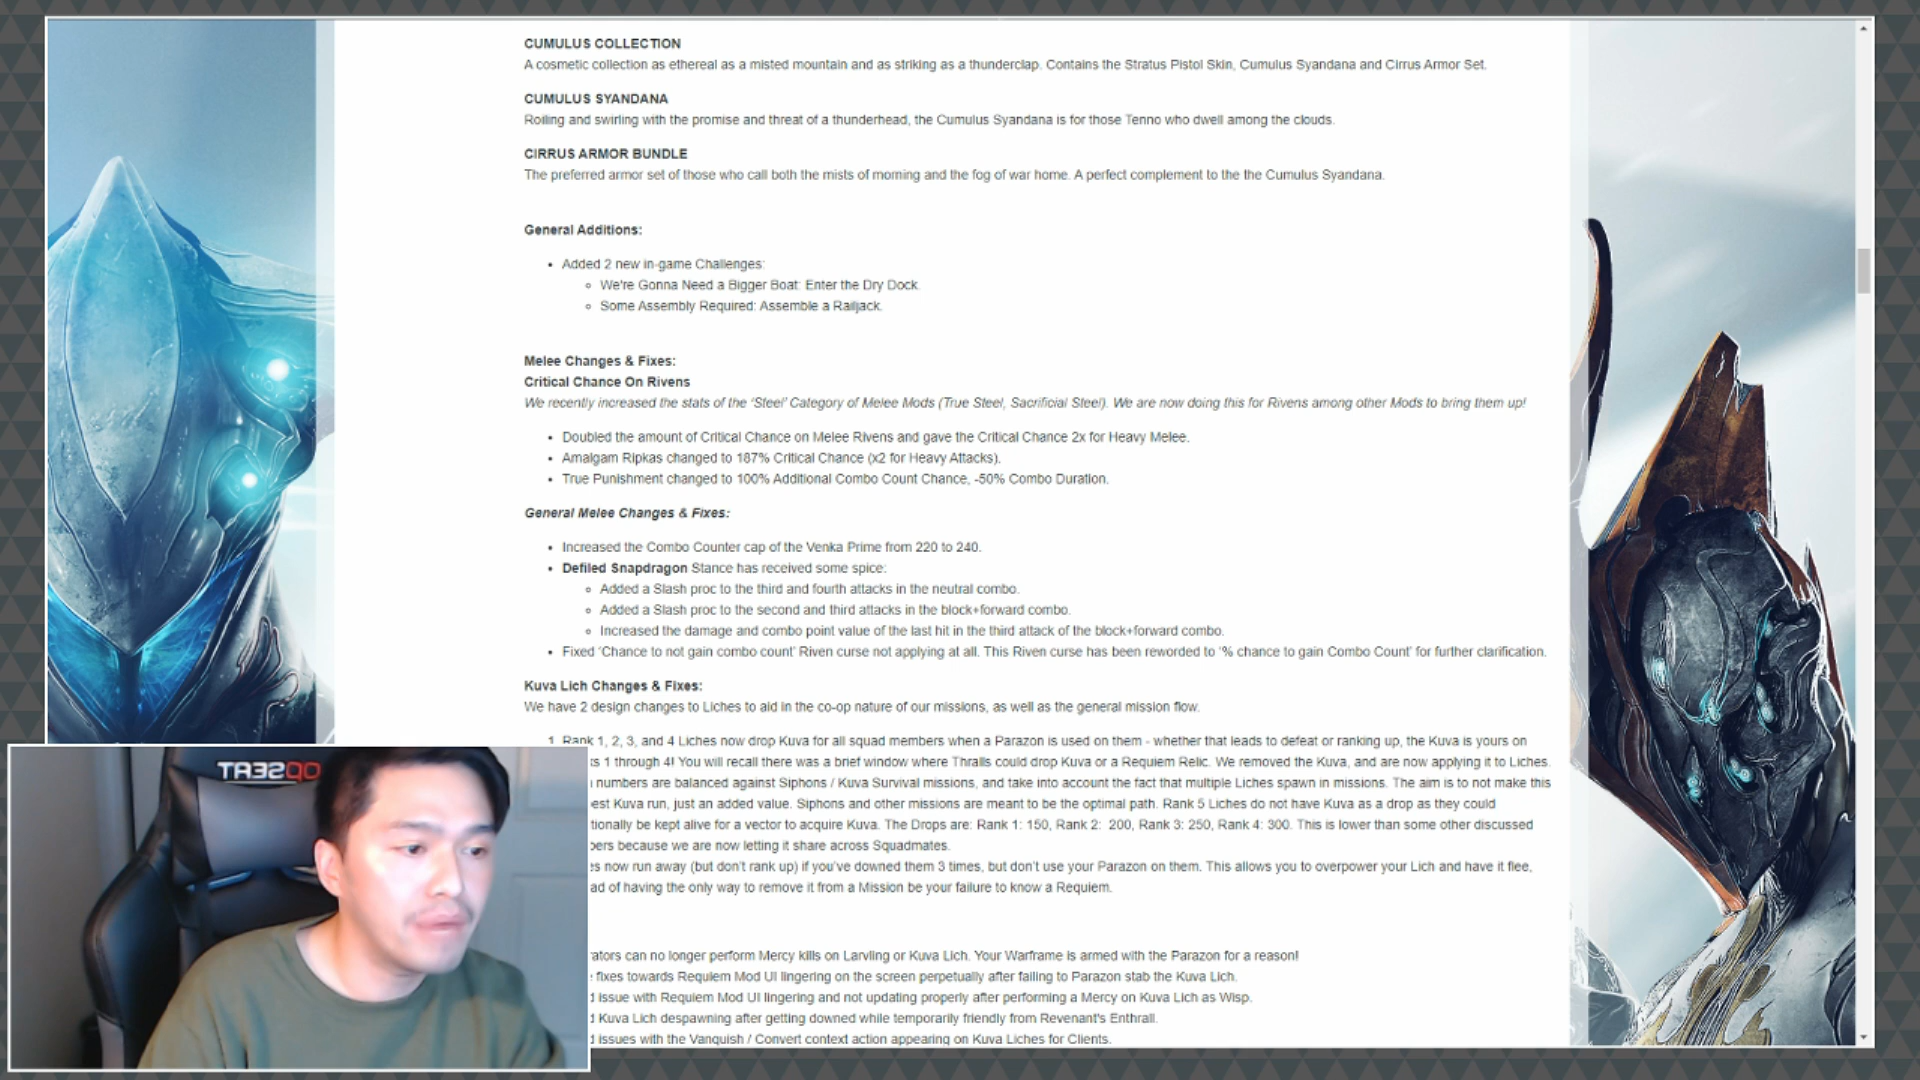 CUMULUS COLLECTION
A cosmetic collection as ethereal as a misted mountain and as striking as a thunderclap. Contains the Stratus Pistol Skin, Cumulus Syandana and Cirrus Armor Set.
CUMULUS SYANDANA
Roiling and swirling with the promise and threat of a thunderhead, the Cumulus Syandana is for those Tenno who dwell among the clouds.
CIRRUS ARMOR BUNDLE
The preferred armor set of those who call both the mists of morning and the fog of war home. A perfect complement to the the Cumulus Syandana.
General Additions:
• Added 2 new in-game Challenges:
◦ We're Gonna Need a Bigger Boat: Enter the Dry Dock.
◦ Some Assembly Required: Assemble a Railjack.
Melee Changes & Fixes:
Critical Chance On Rivens
We recently increased the stats of the 'Steel' Category of Melee Mods (True Steel, Sacrificial Steel). We are now doing this for Rivens among other Mods to bring them up!
• Doubled the amount of Critical Chance on Melee Rivens and gave the Critical Chance 2x for Heavy Melee.
• Amalgam Ripkas changed to 187% Critical Chance (x2 for Heavy Attacks).
• True Punishment changed to 100% Additional Combo Count Chance, -50% Combo Duration.
General Melee Changes & Fixes:
• Increased the Combo Counter cap of the Venka Prime from 220 to 240.
• Defiled Snapdragon Stance has received some spice:
◦ Added a Slash proc to the third and fourth attacks in the neutral combo.
◦ Added a Slash proc to the second and third attacks in the block+forward combo.
◦ Increased the damage and combo point value of the last hit in the third attack of the block+forward combo.
• Fixed 'Chance to not gain combo count' Riven curse not applying at all. This Riven curse has been reworded to '% chance to gain Combo Count' for further clarification.
Kuva Lich Changes & Fixes:
We have 2 design changes to Liches to aid in the co-op nature of our missions, as well as the general mission flow.
1. Rank 1, 2, 3, and 4 Liches now drop Kuva for all squad members when a Parazon is used on them - whether that leads to defeat or ranking up, the Kuva is yours on
ks 1 through 4! You will recall there was a brief window where Thralls could drop Kuva or a Requiem Relic. We removed the Kuva, and are now applying it to Liches.
numbers are balanced against Siphons / Kuva Survival missions, and take into account the fact that multiple Liches spawn in missions. The aim is to not make this
est Kuva run, just an added value. Siphons and other missions are meant to be the optimal path. Rank 5 Liches do not have Kuva as a drop as they could
tionally be kept alive for a vector to acquire Kuva. The Drops are: Rank 1: 150, Rank 2: 200, Rank 3: 250, Rank 4: 300. This is lower than some other discussed
bers because we are now letting it share across Squadmates.
es now run away (but don't rank up) if you've downed them 3 times, but don't use your Parazon on them. This allows you to overpower your Lich and have it flee,
ad of having the only way to remove it from a Mission be your failure to know a Requiem.
rators can no longer perform Mercy kills on Larvling or Kuva Lich. Your Warframe is armed with the Parazon for a reason!
fixes towards Requiem Mod UI lingering on the screen perpetually after failing to Parazon stab the Kuva Lich.
d issue with Requiem Mod UI lingering and not updating properly after performing a Mercy on Kuva Lich as Wisp.
d Kuva Lich despawning after getting downed while temporarily friendly from Revenant's Enthrall.
d issues with the Vanquish / Convert context action appearing on Kuva Liches for Clients.
OPSEAT